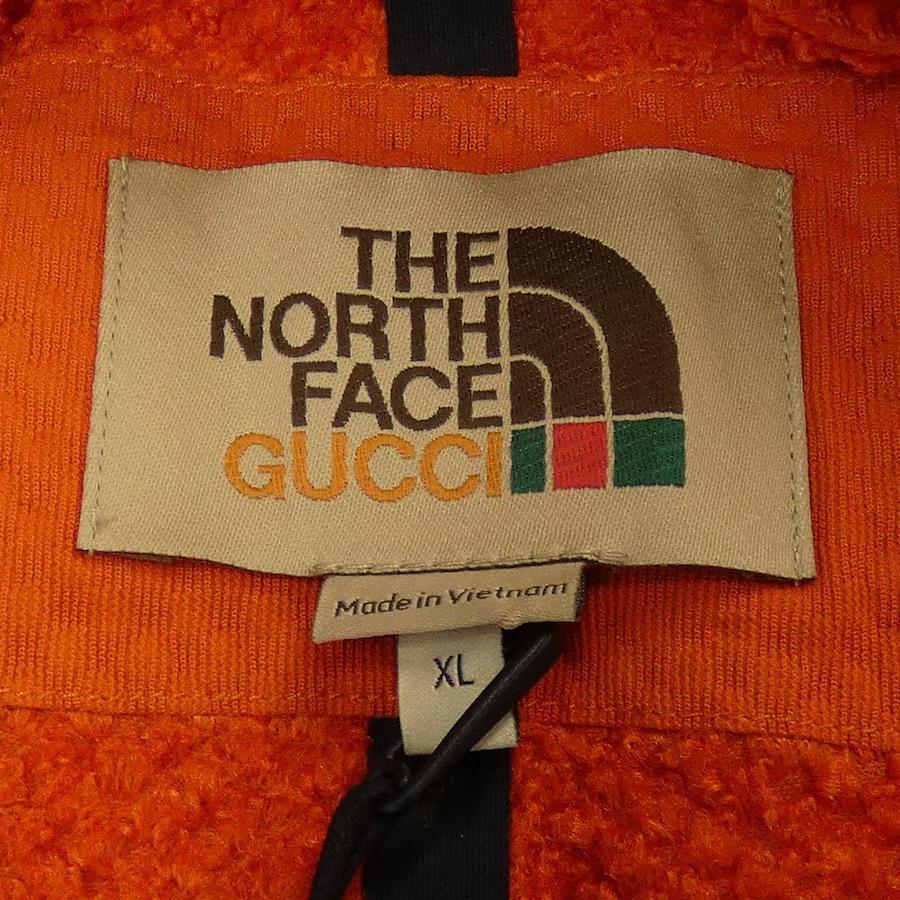 THE
NORTH
FACE
GUCCI
Made in Vietnam
XL